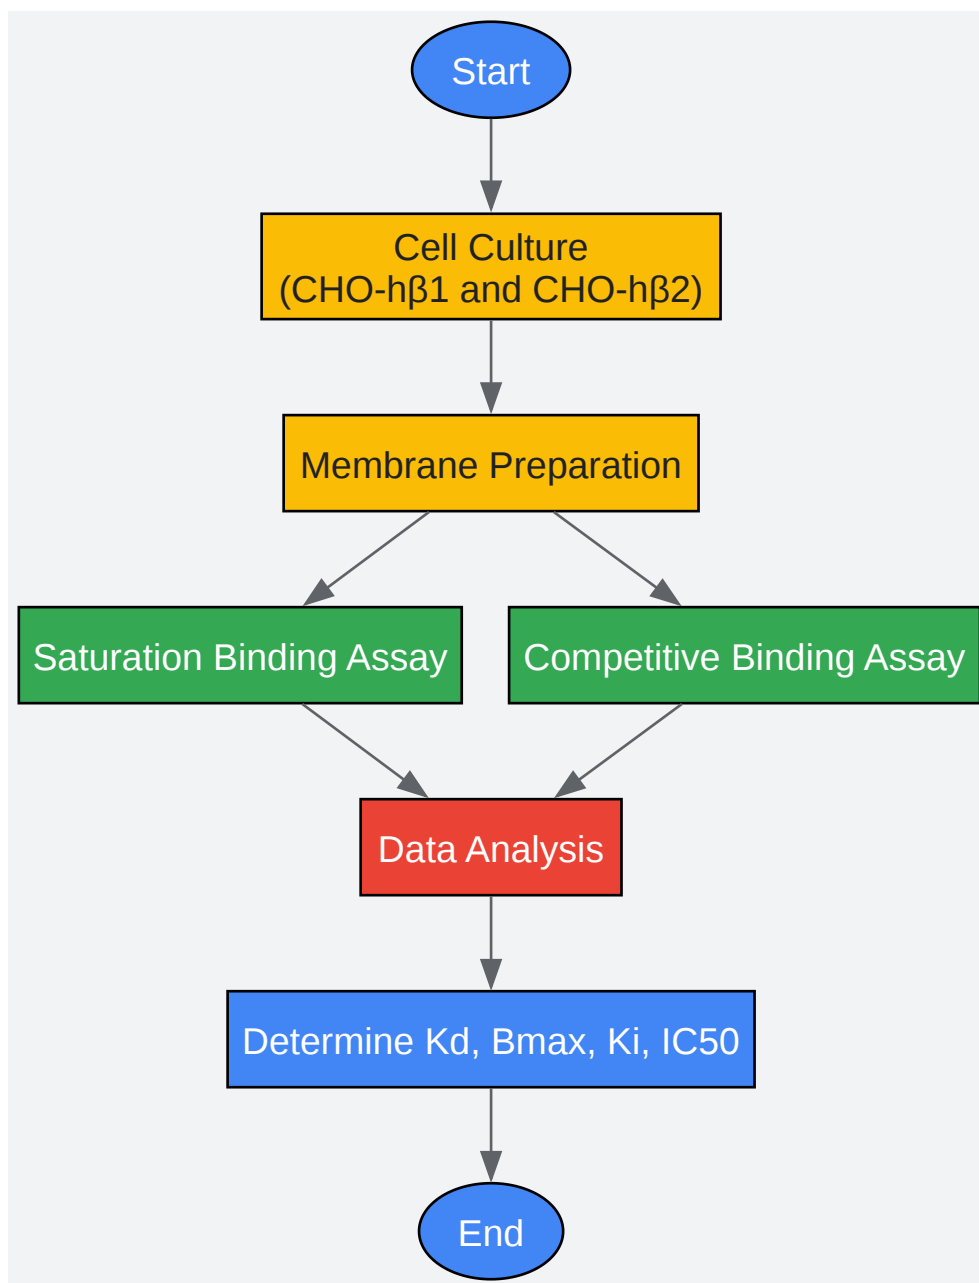 Start
Cell Culture
(CHO-hβ1 and CHO-hβ2)
Membrane Preparation
Saturation Binding Assay
Competitive Binding Assay
Data Analysis
Determine Kd, Bmax, Ki, IC50
End